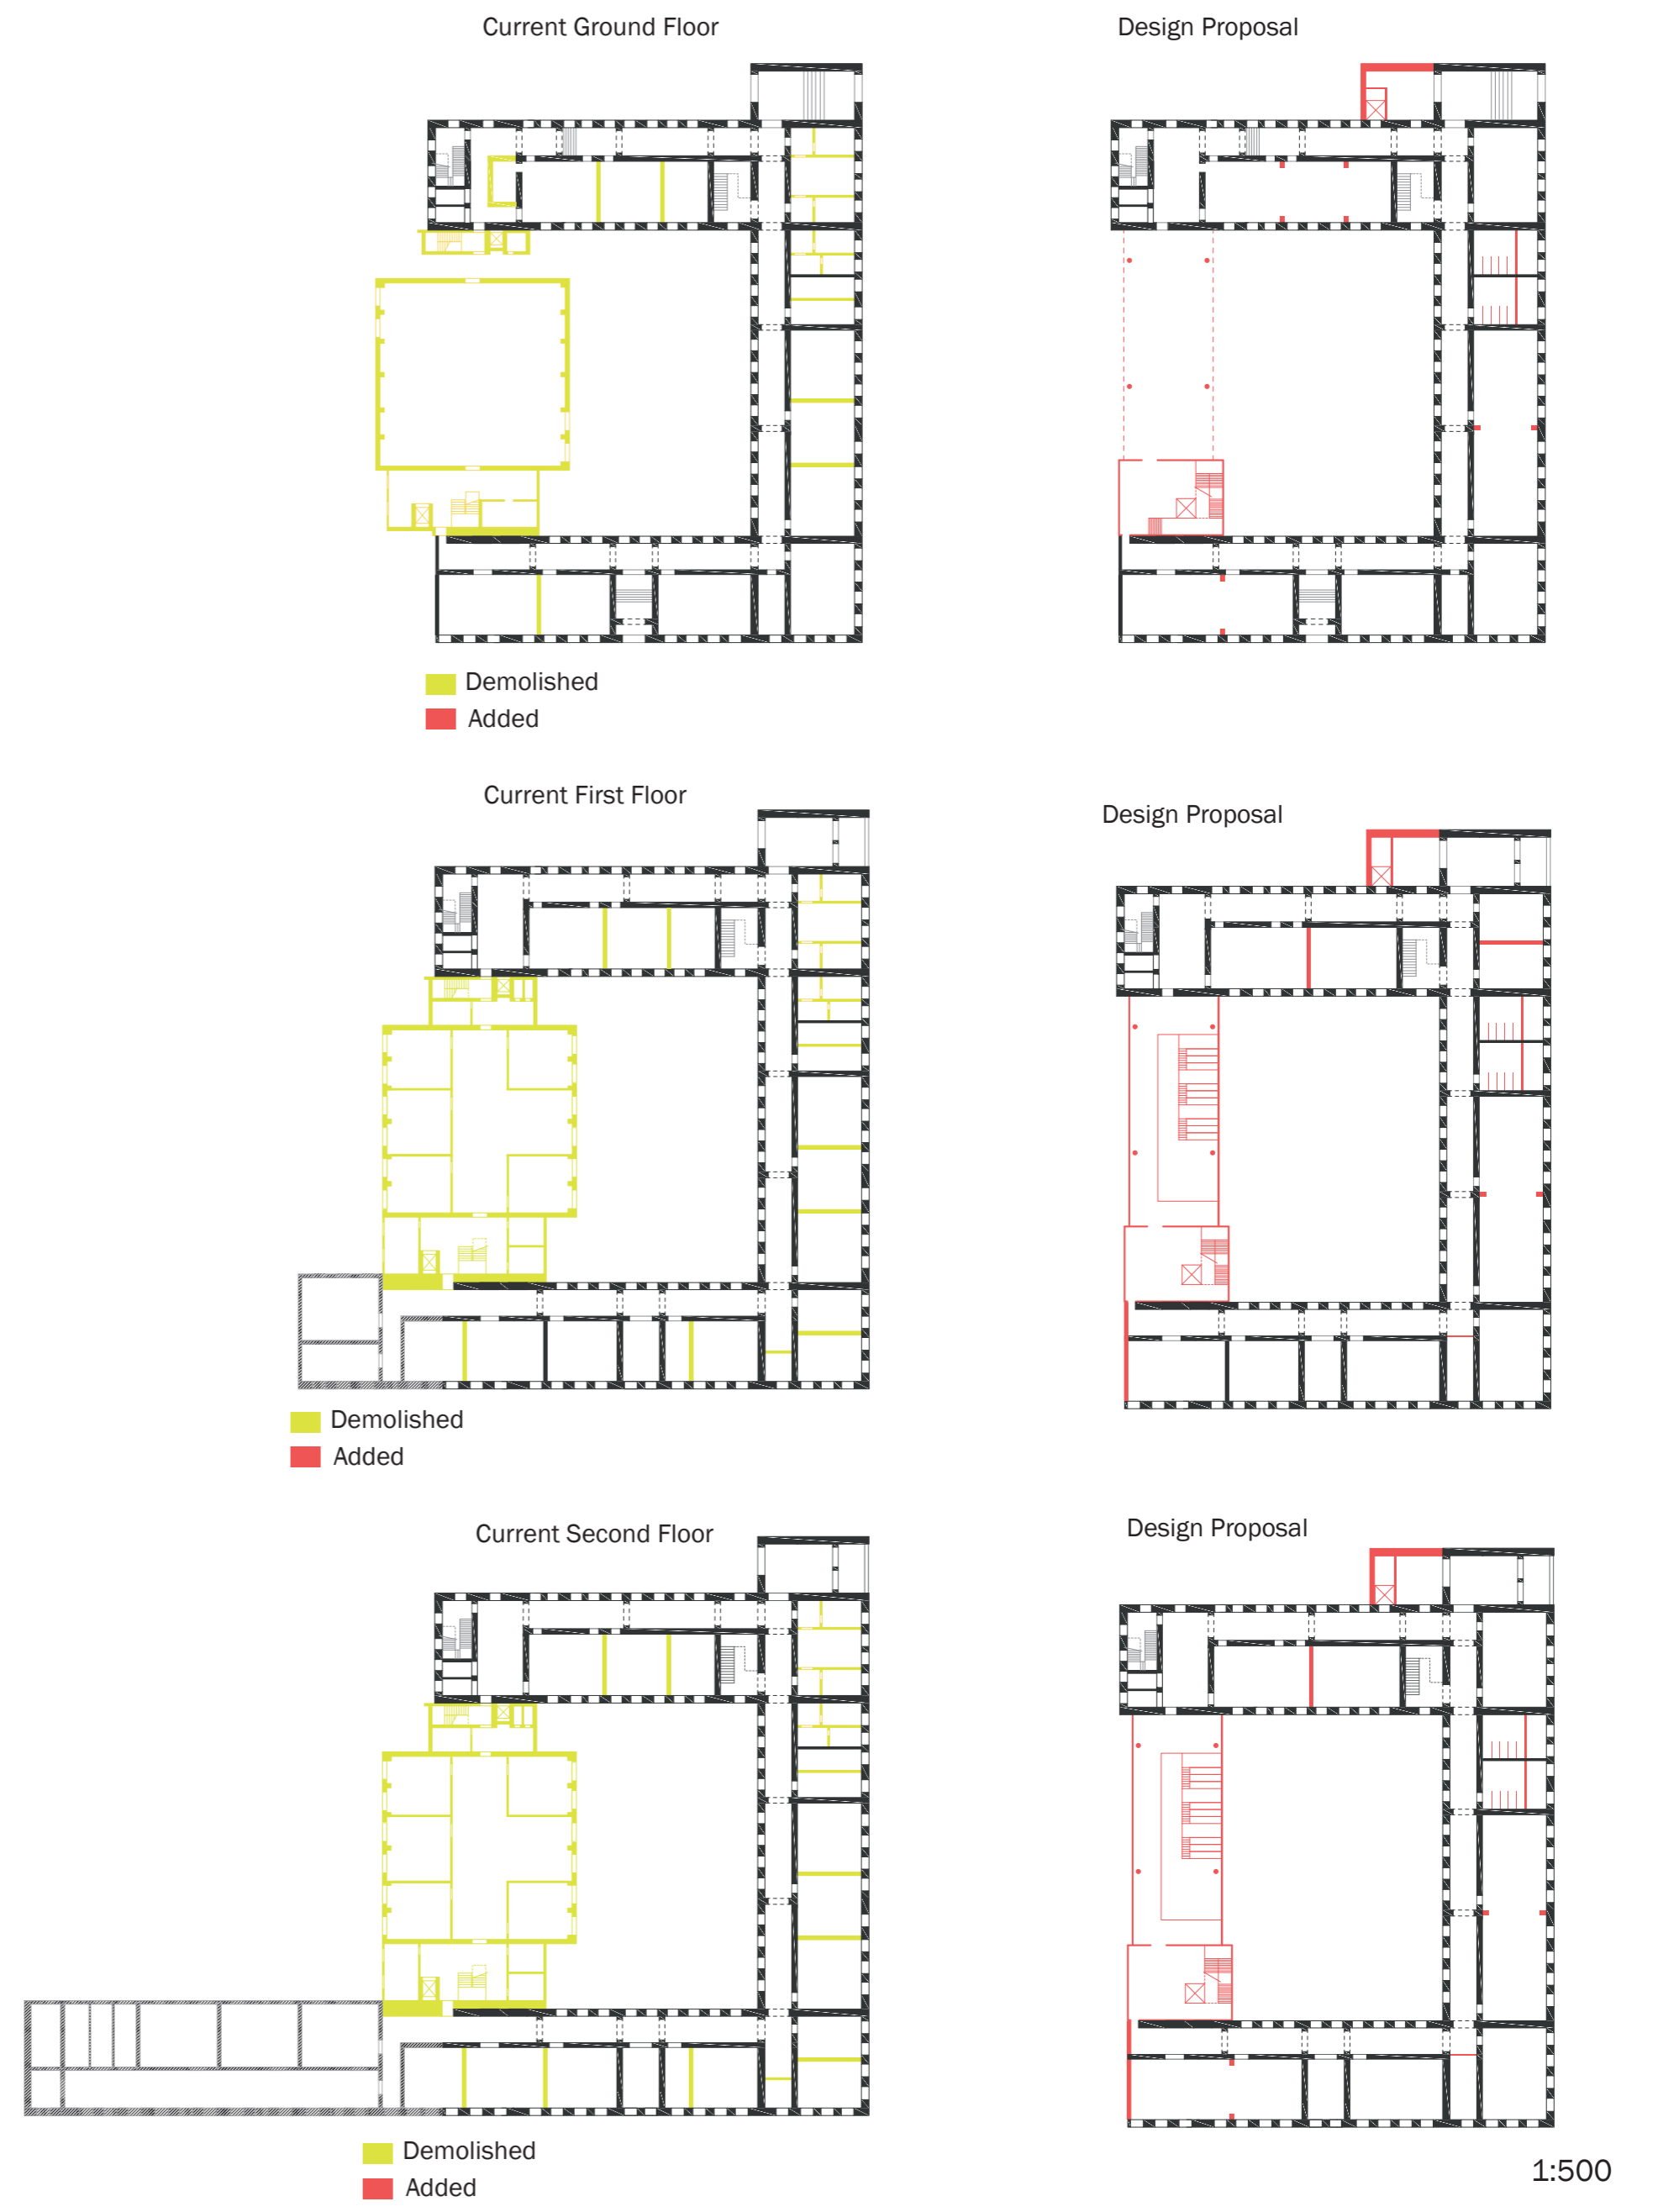 Current Ground Floor
Design Proposal
Demolished
Added
Current First Floor
Design Proposal
Demolished
Added
Current Second Floor
Design Proposal
Demolished
Added
1:500